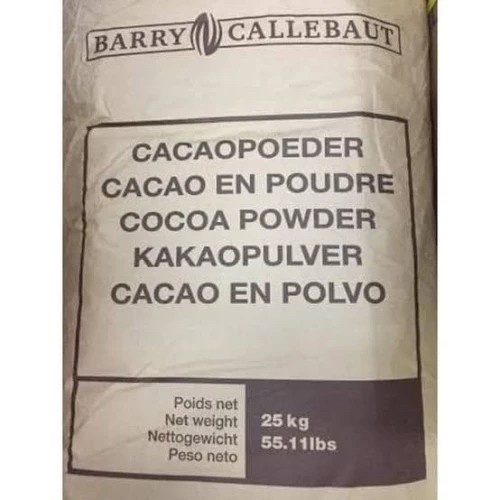 BARRY CALLEBAUT
CACAOPOEDER
CACAO EN POUDRE
COCOA POWDER
KAKAOPULVER
CACAO EN POLVO
Poids net
Net weight 25 kg
Nettogewicht 55.11lbs
Peso neto